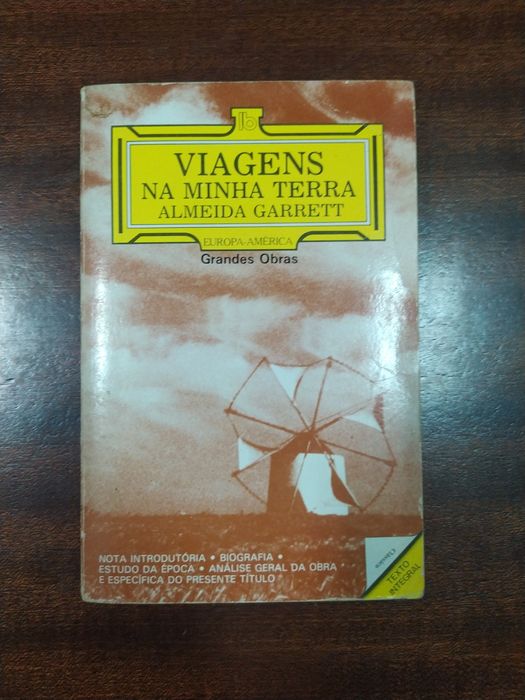 lb
VIAGENS
NA MINHA TERRA
ALMEIDA GARRETT
EUROPA-AMÉRICA
Grandes Obras
NOTA INTRODUTÓRIA • BIOGRAFIA •
ESTUDO DA ÉPOCA • ANÁLISE GERAL DA OBRA
E ESPECÍFICA DO PRESENTE TÍTULO
TEXTO
INTEGRAL